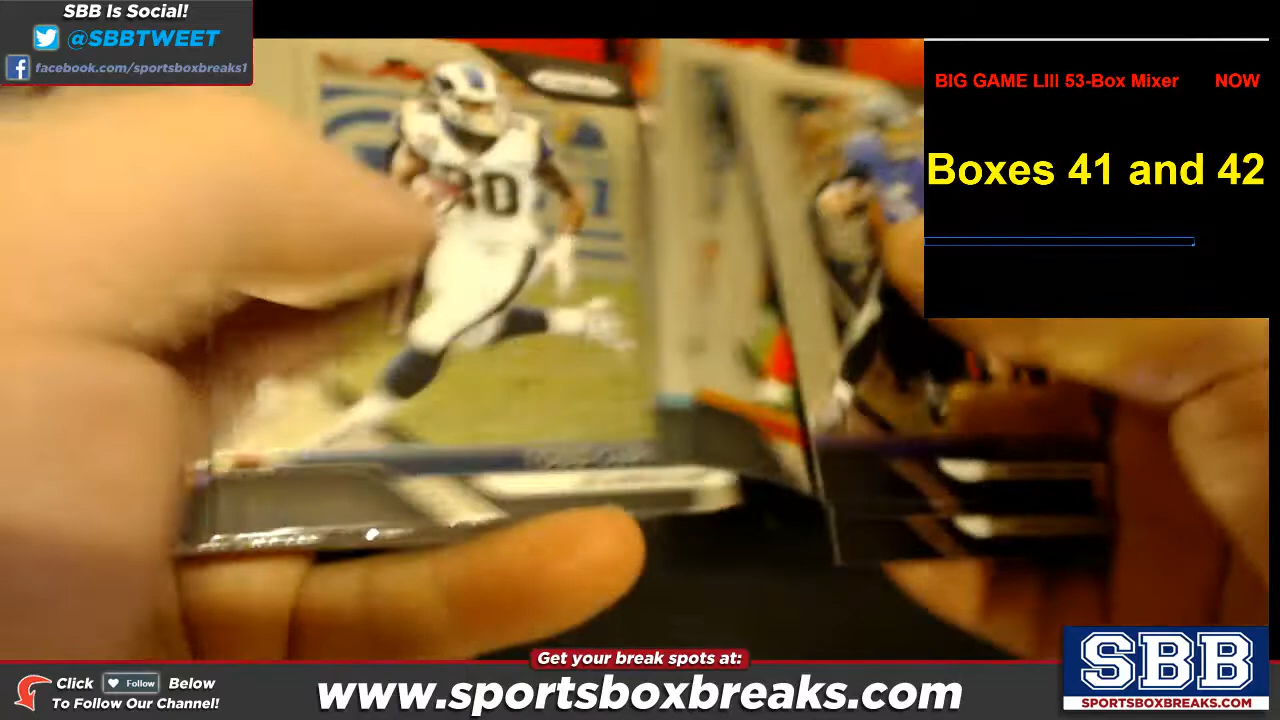 SBB Is Social!
@SBBTWEET
facebook.com/sportsboxbreaks1
BIG GAME LIII 53-Box Mixer NOW
Boxes 41 and 42
Get your break spots at:
Click Follow Below
To Follow Our Channel!
www.sportsboxbreaks.com
SBB
SPORTSBOXBREAKS.COM